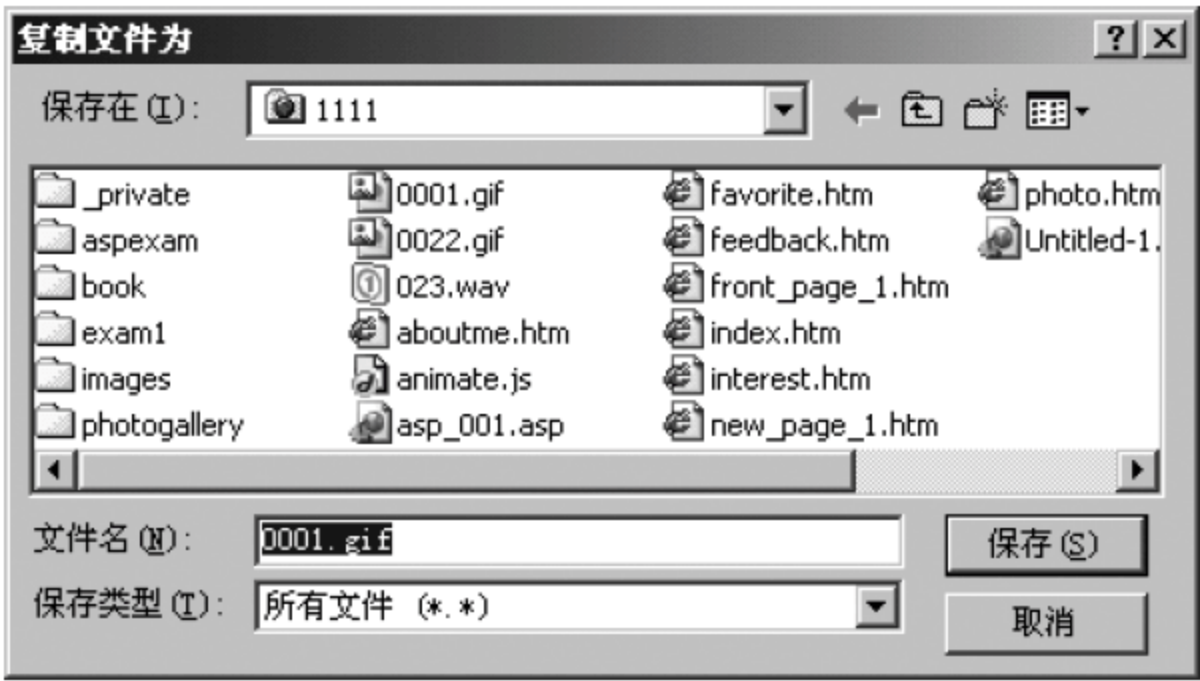 复制文件为
保存在(I): 1111
_private 0001.gif favorite.htm photo.htm
aspexam 0022.gif feedback.htm Untitled-1.
book 023.wav front_page_1.htm
exam1 aboutme.htm index.htm
images animate.js interest.htm
photogallery asp_001.asp new_page_1.htm
文件名(N): 0001.gif 保存(S)
保存类型(T): 所有文件 (*.*) 取消